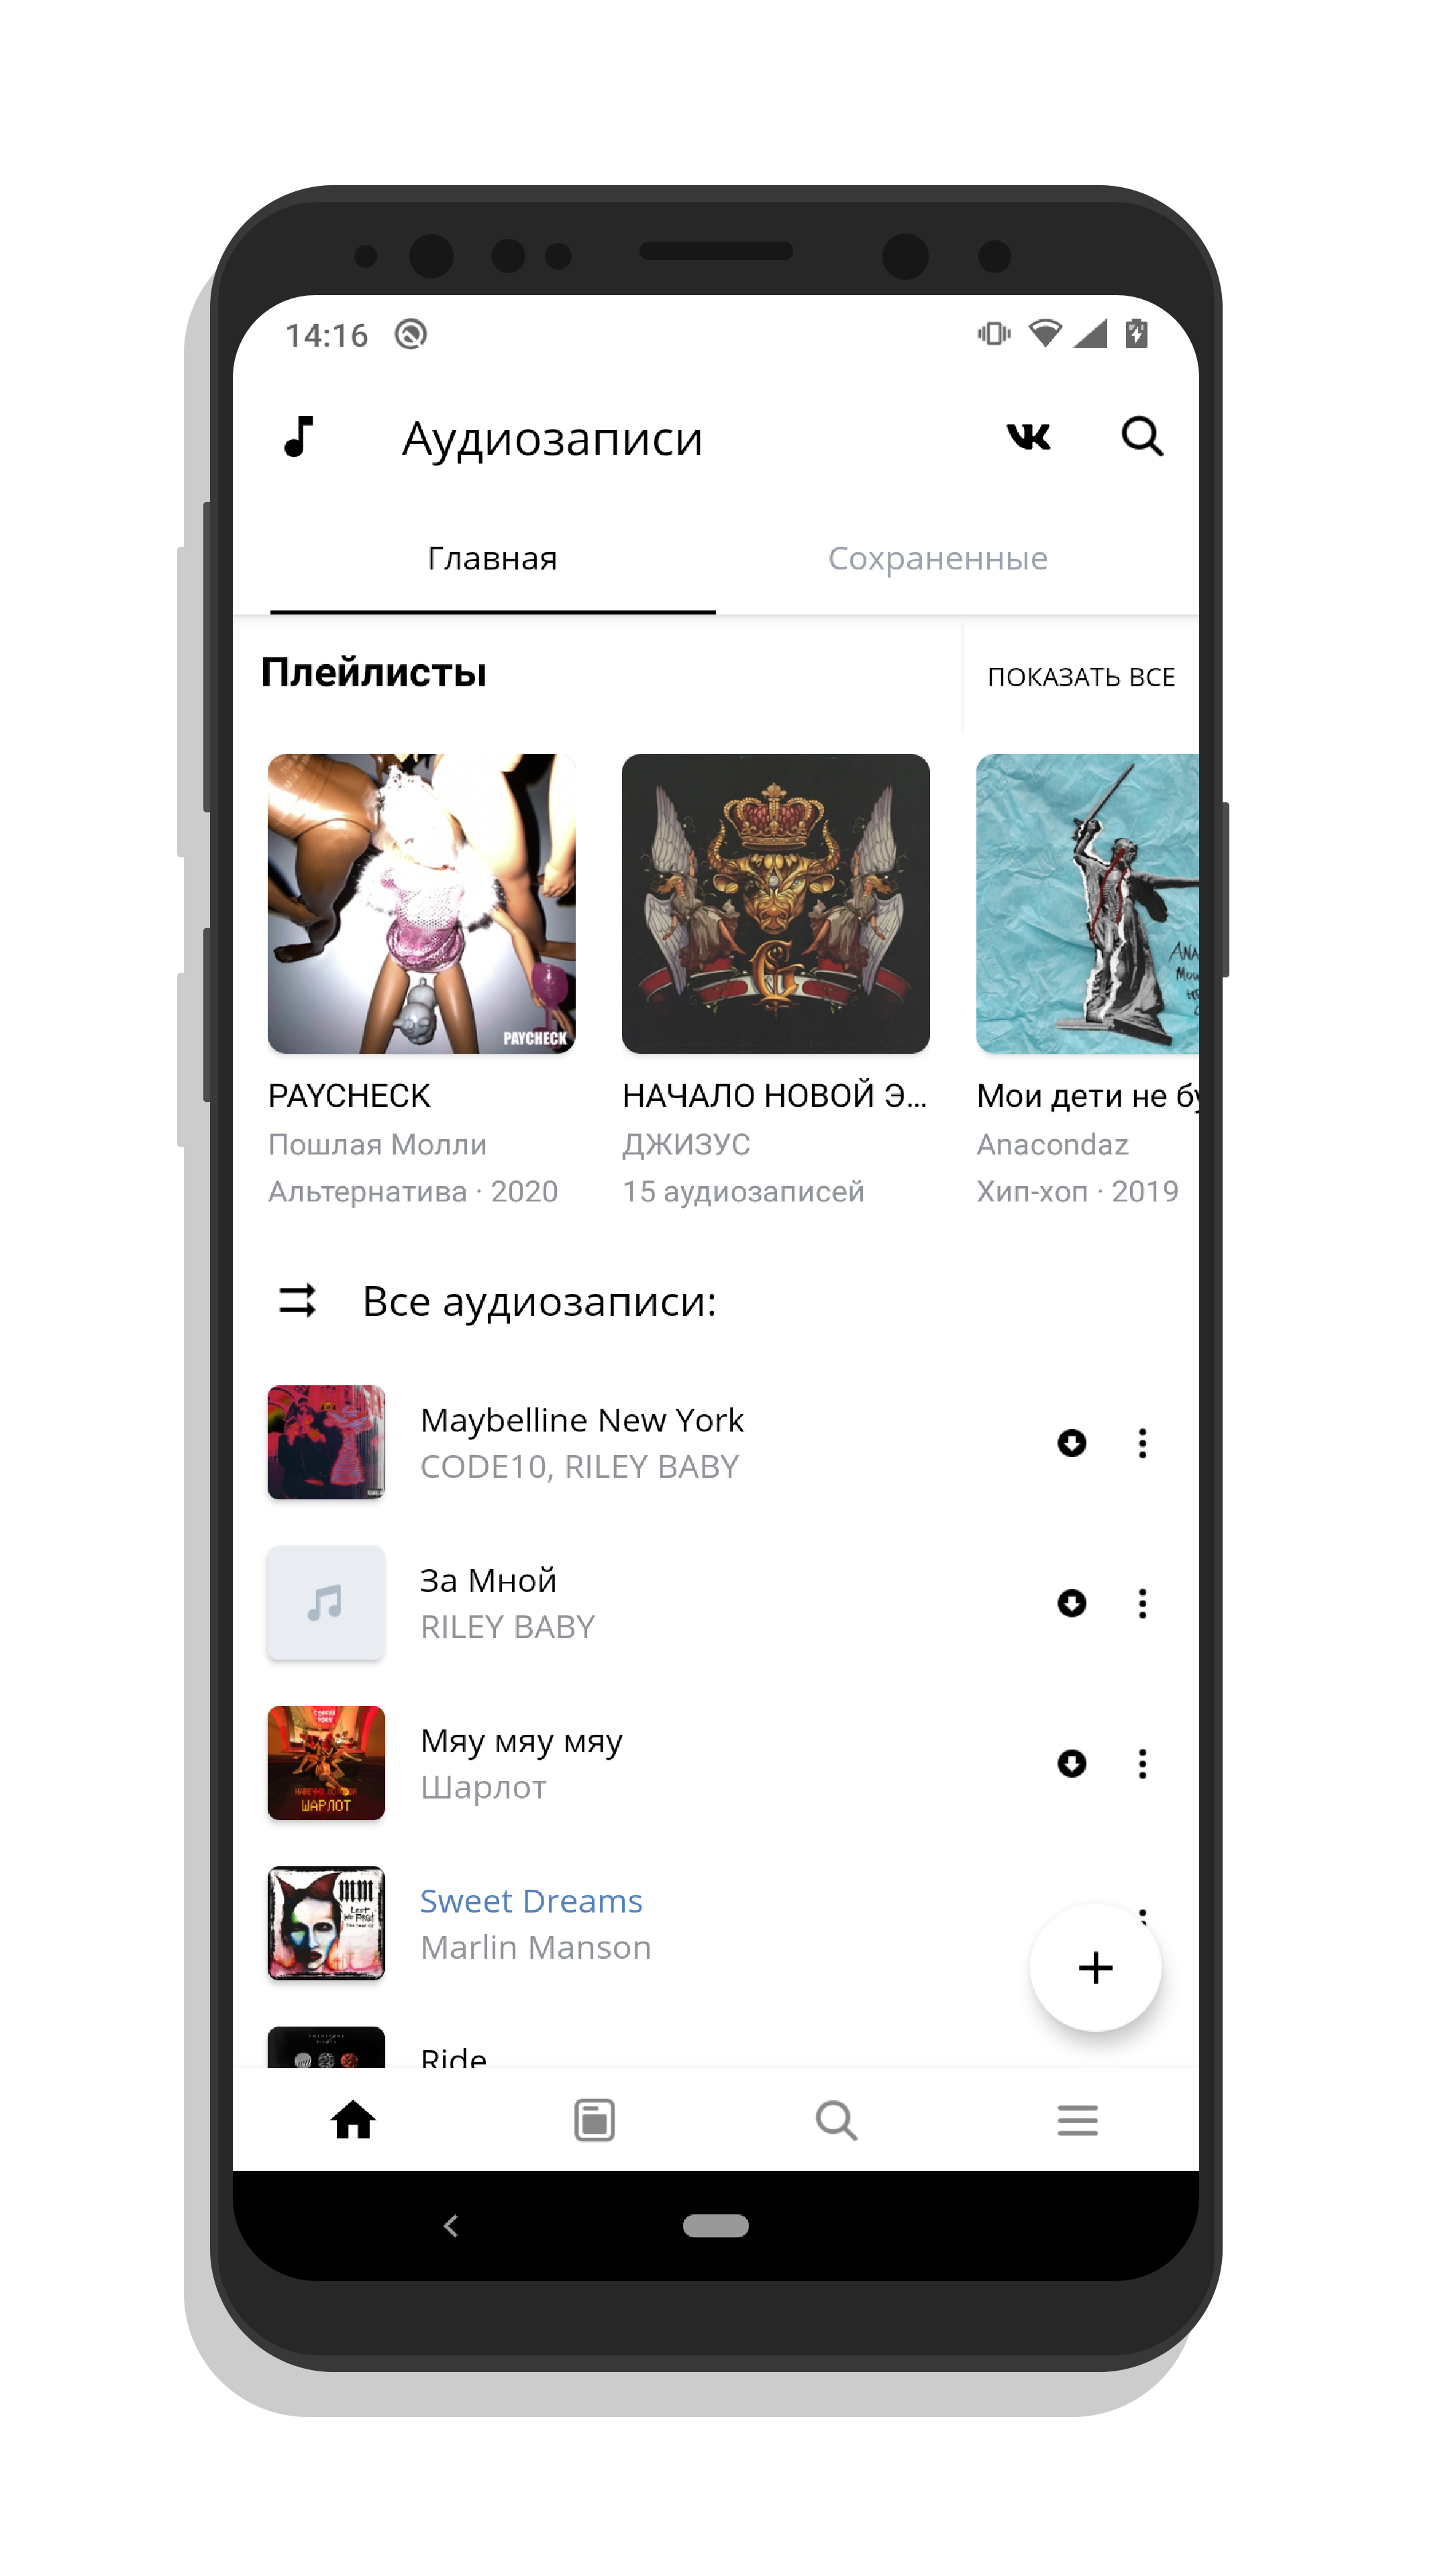 14:16
Аудиозаписи
Главная
Сохраненные
Плейлисты
ПОКАЗАТЬ ВСЕ
PAYCHECK
PAYCHECK
Пошлая Молли
Альтернатива · 2020
НАЧАЛО НОВОЙ Э...
ДЖИЗУС
15 аудиозаписей
Мои дети не бу
Anacondaz
Хип-хоп · 2019
Все аудиозаписи:
Maybelline New York
CODE10, RILEY BABY
За Мной
RILEY BABY
Мяу мяу мяу
Шарлот
ШАРЛОТ
Sweet Dreams
Marlin Manson
Ride